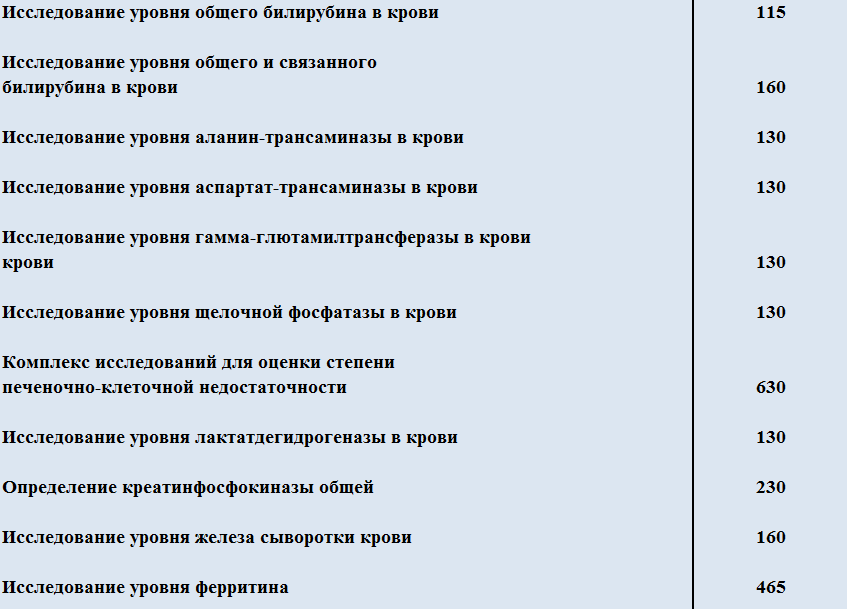 Исследование уровня общего билирубина в крови 115
Исследование уровня общего и связанного
билирубина в крови 160
Исследование уровня аланин-трансаминазы в крови 130
Исследование уровня аспартат-трансаминазы в крови 130
Исследование уровня гамма-глютамилтрансферазы в крови
крови 130
Исследование уровня щелочной фосфатазы в крови 130
Комплекс исследований для оценки степени
печеночно-клеточной недостаточности 630
Исследование уровня лактатдегидрогеназы в крови 130
Определение креатинфосфокиназы общей 230
Исследование уровня железа сыворотки крови 160
Исследование уровня ферритина 465